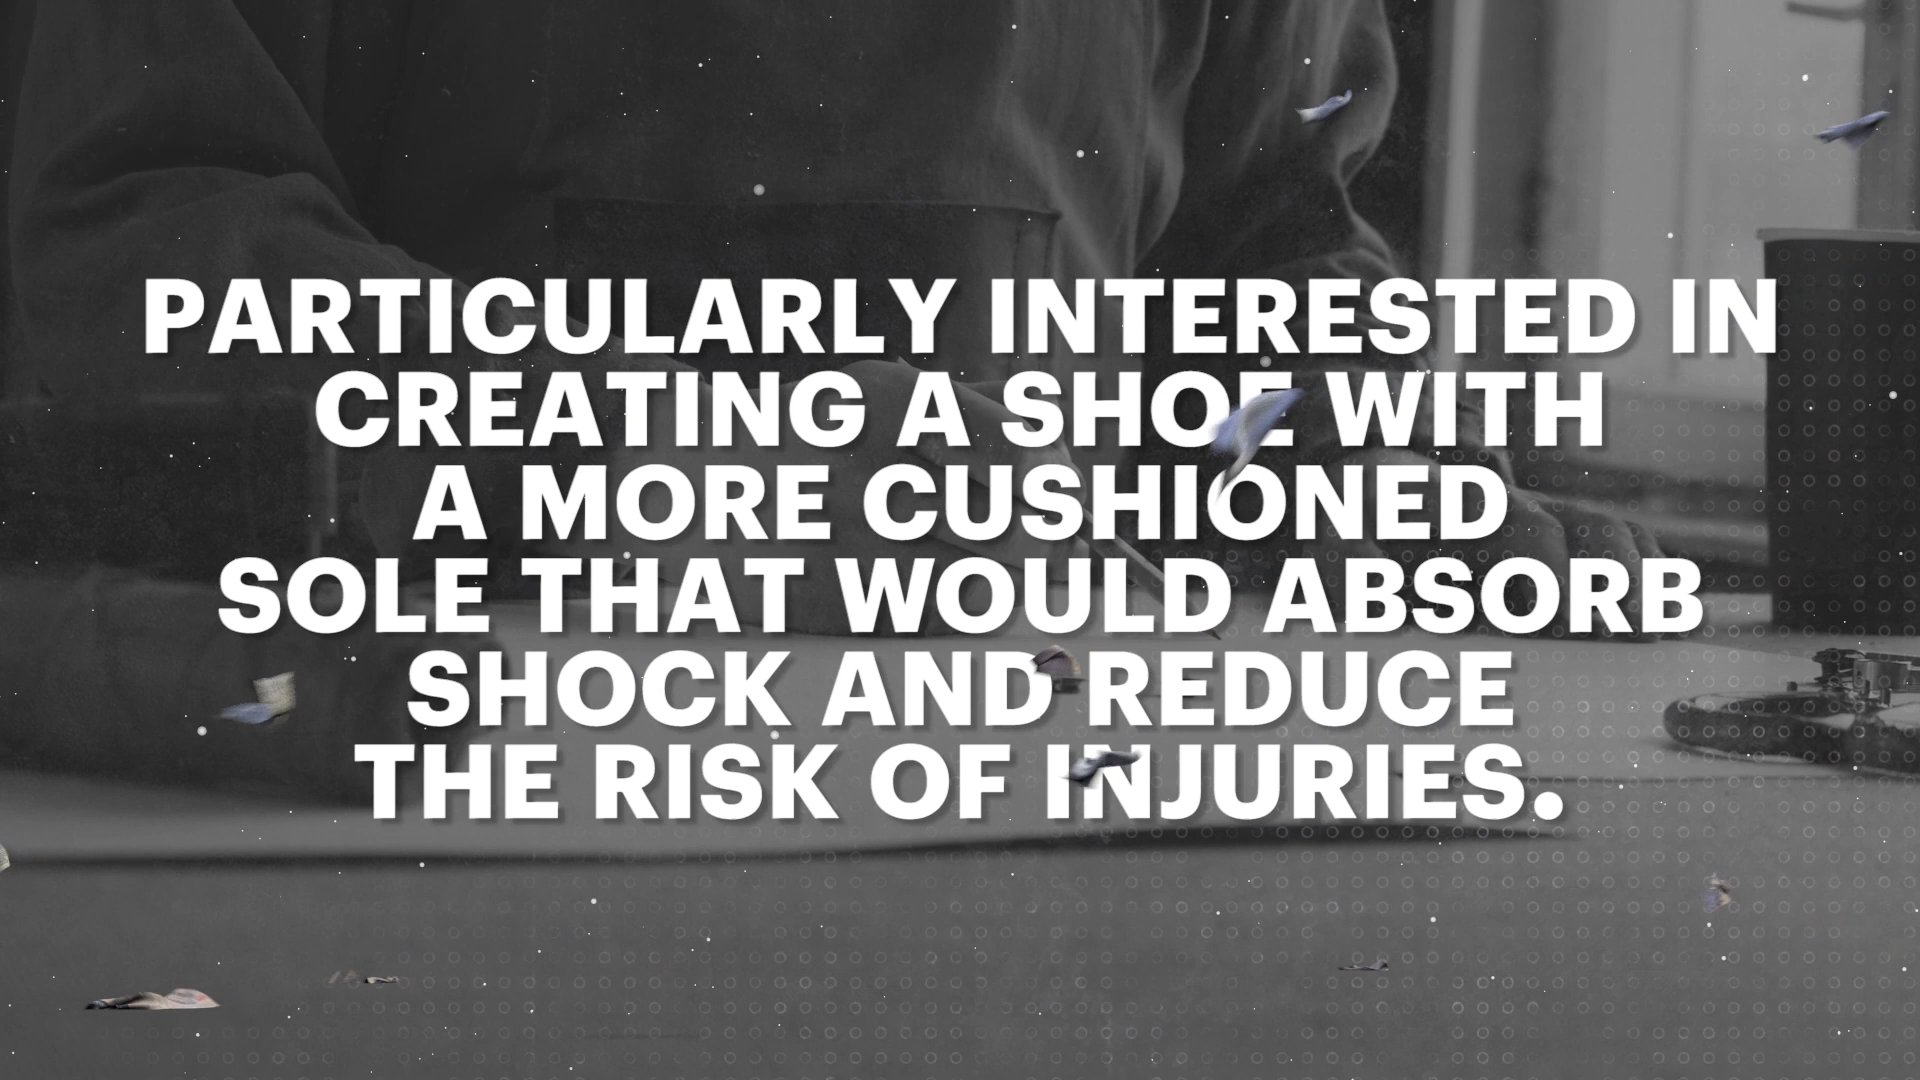 PARTICULARLY INTERESTED IN
CREATING A SHOE WITH
A MORE CUSHIONED
SOLE THAT WOULD ABSORB
SHOCK AND REDUCE
THE RISK OF INJURIES.